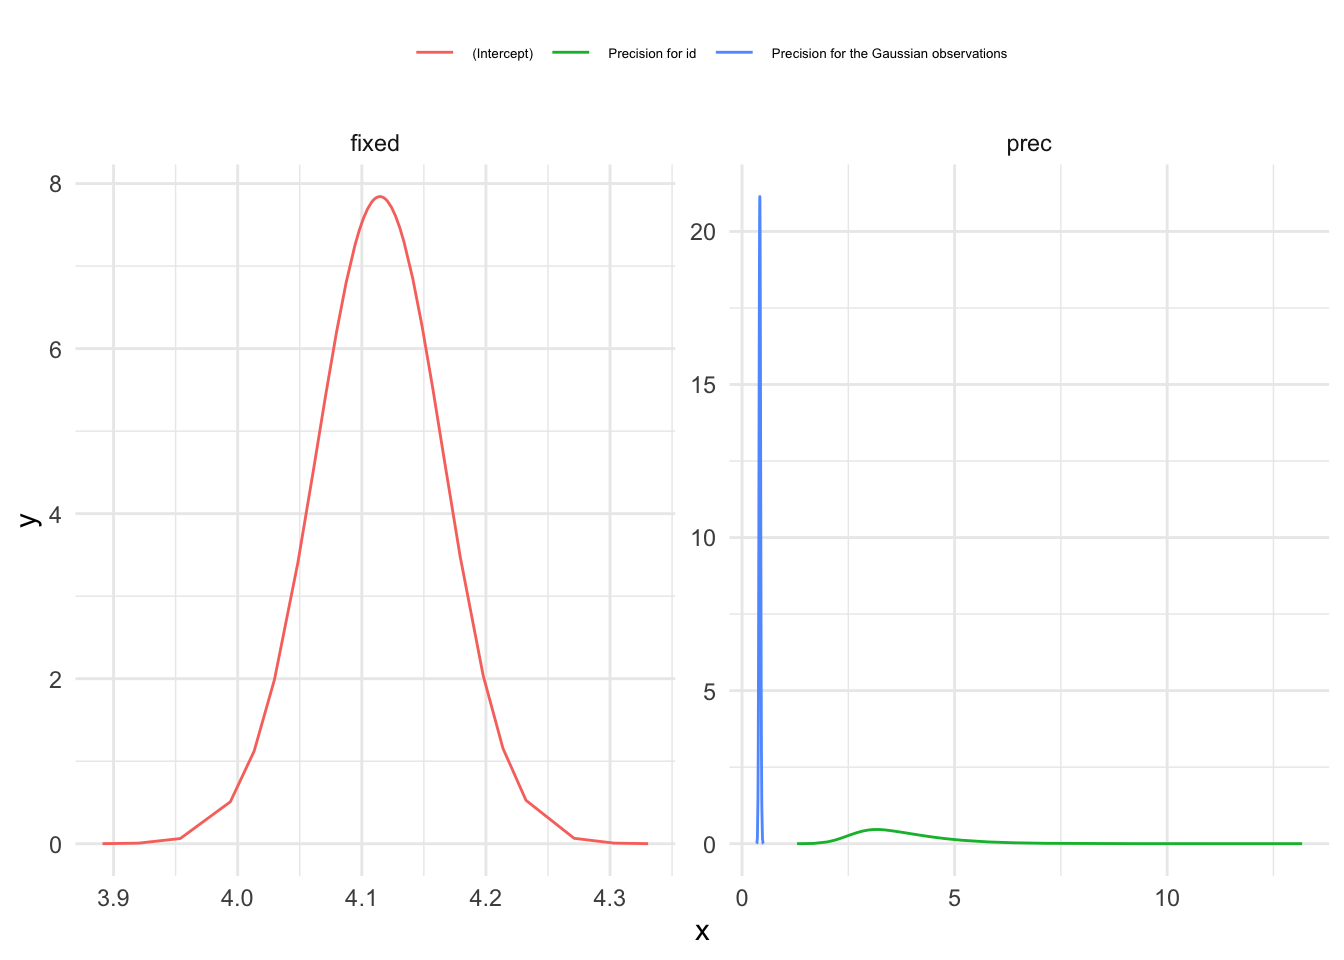 (Intercept) Precision for id Precision for the Gaussian observations
fixed prec
8
6
4
2
0
y
20
15
10
5
0
3.9 4.0 4.1 4.2 4.3 0 5 10
x